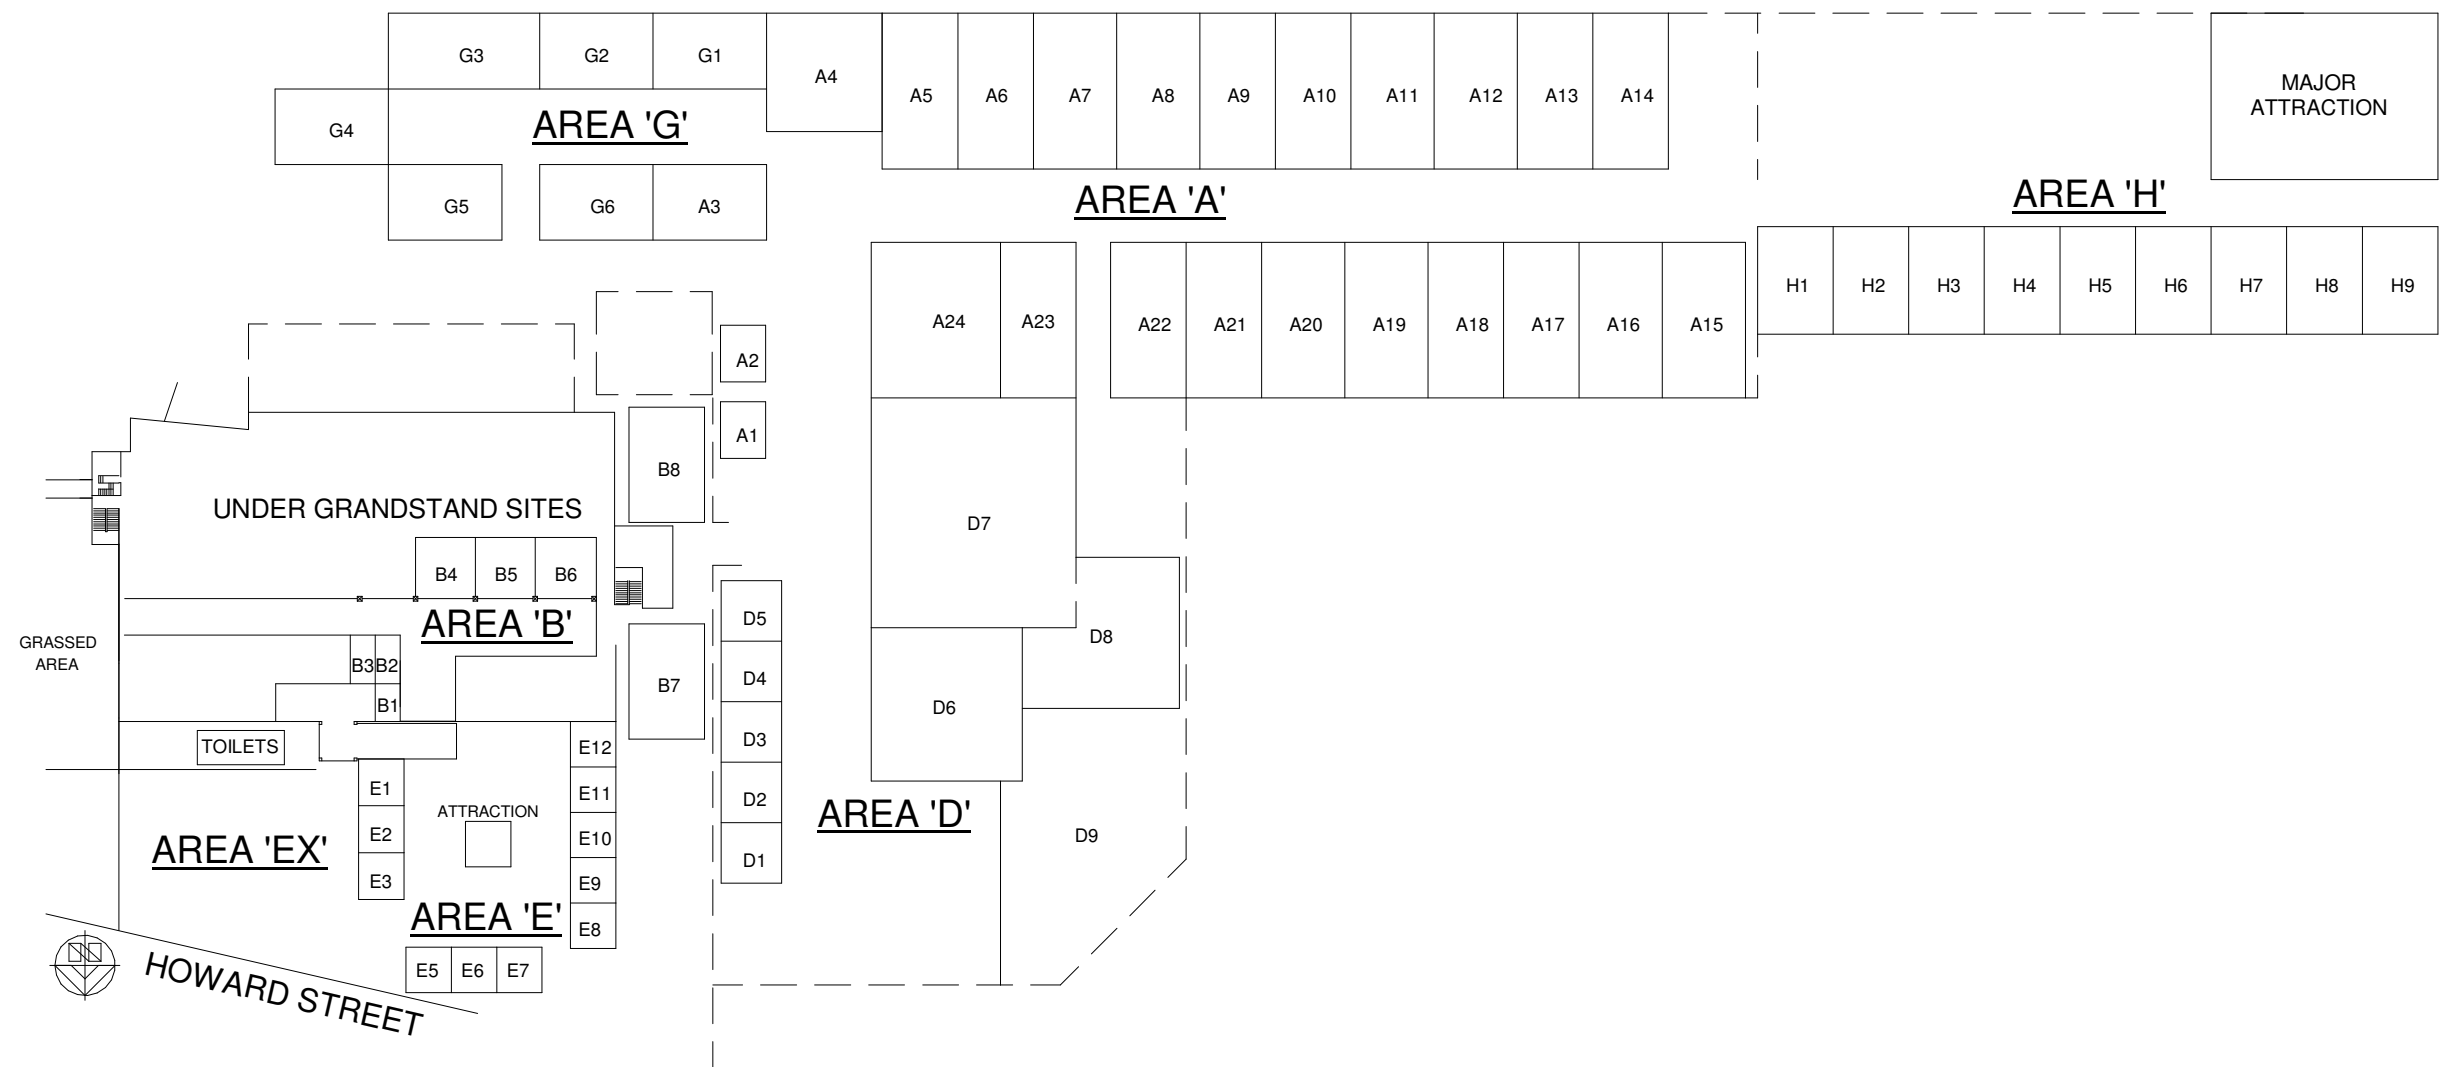 G3
G2
G1
A4
A5
A6
A7
A8
A9
A10
A11
A12
A13
A14
MAJOR
ATTRACTION
G4
AREA 'G'
G5
G6
A3
AREA 'A'
AREA 'H'
A24
A23
A22
A21
A20
A19
A18
A17
A16
A15
H1
H2
H3
H4
H5
H6
H7
H8
H9
A2
A1
B8
UNDER GRANDSTAND SITES
D7
B4
B5
B6
AREA 'B'
GRASSED
AREA
B3
B2
B1
B7
D5
D4
D3
D2
D1
D8
D6
TOILETS
E12
E11
E10
E9
E8
E1
E2
E3
ATTRACTION
AREA 'EX'
AREA 'E'
AREA 'D'
D9
E5
E6
E7
N
HOWARD STREET